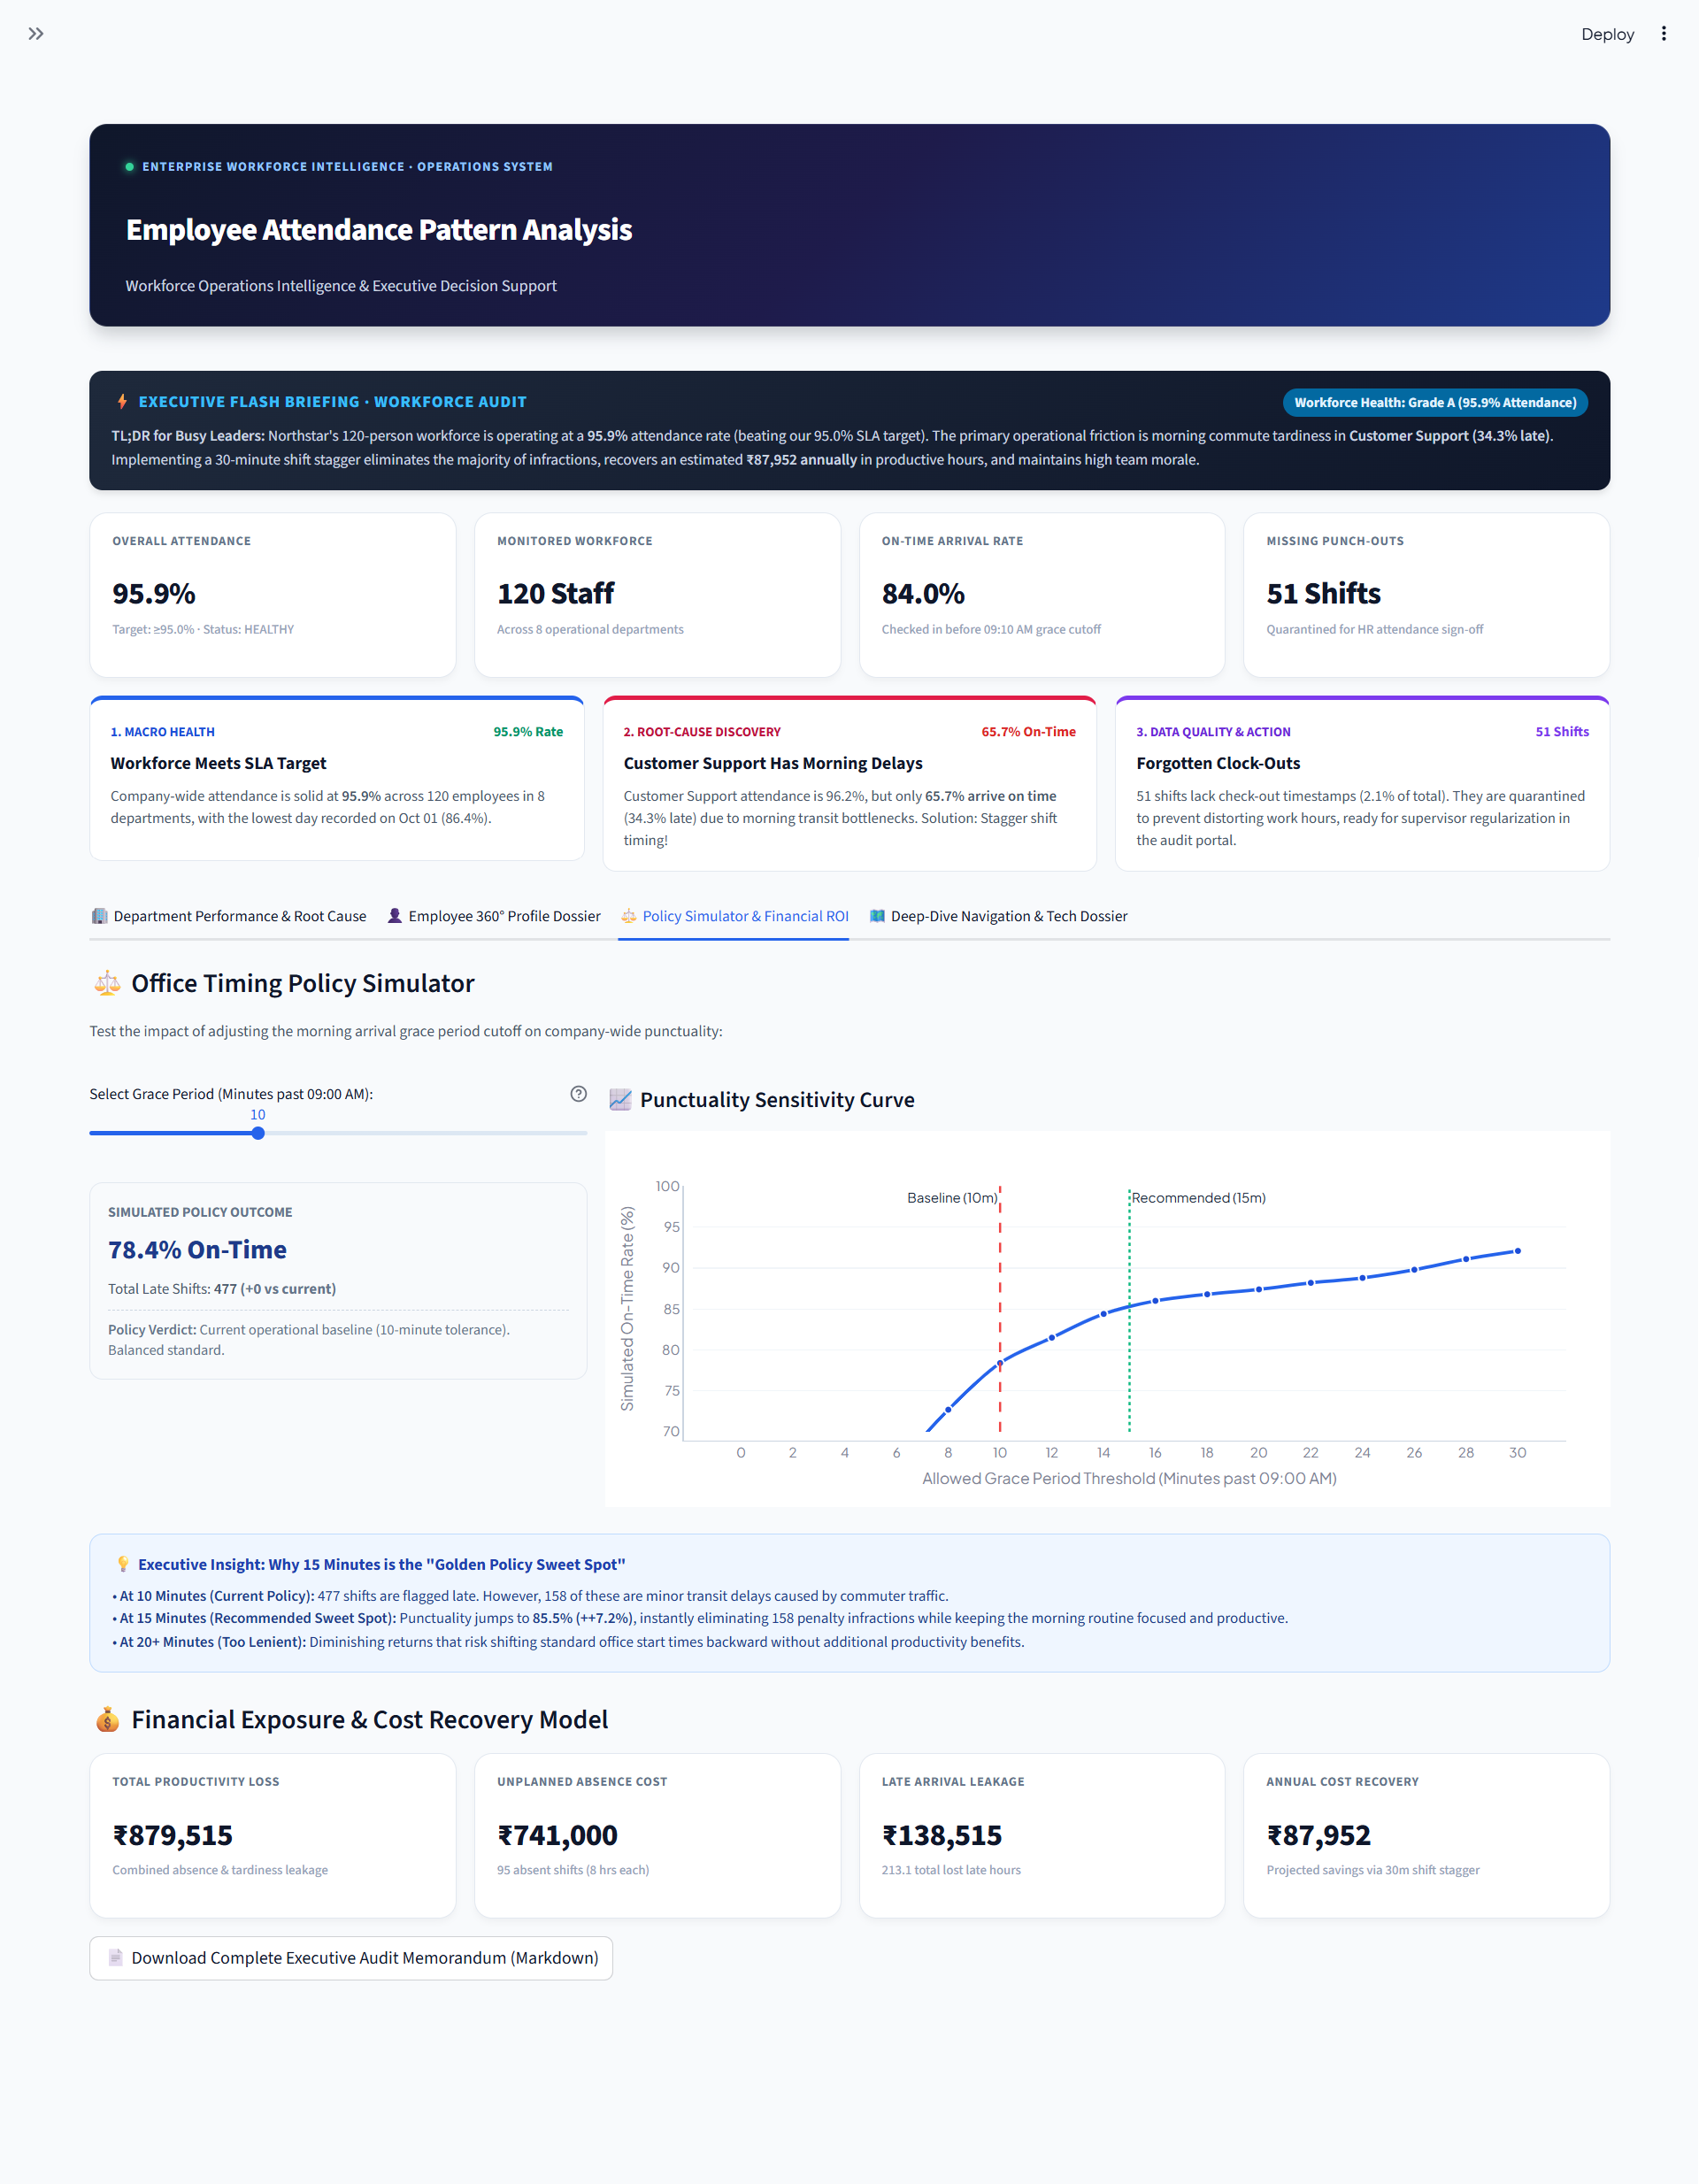 Deploy
ENTERPRISE WORKFORCE INTELLIGENCE · OPERATIONS SYSTEM
Employee Attendance Pattern Analysis
Workforce Operations Intelligence & Executive Decision Support
EXECUTIVE FLASH BRIEFING · WORKFORCE AUDIT
Workforce Health: Grade A (95.9% Attendance)
TL;DR for Busy Leaders: Northstar's 120-person workforce is operating at a 95.9% attendance rate (beating our 95.0% SLA target). The primary operational friction is morning commute tardiness in Customer Support (34.3% late).
Implementing a 30-minute shift stagger eliminates the majority of infractions, recovers an estimated ₹87,952 annually in productive hours, and maintains high team morale.
OVERALL ATTENDANCE
95.9%
Target: ≥95.0% · Status: HEALTHY
MONITORED WORKFORCE
120 Staff
Across 8 operational departments
ON-TIME ARRIVAL RATE
84.0%
Checked in before 09:10 AM grace cutoff
MISSING PUNCH-OUTS
51 Shifts
Quarantined for HR attendance sign-off
1. MACRO HEALTH
95.9% Rate
Workforce Meets SLA Target
Company-wide attendance is solid at 95.9% across 120 employees in 8
departments, with the lowest day recorded on Oct 01 (86.4%).
2. ROOT-CAUSE DISCOVERY
65.7% On-Time
Customer Support Has Morning Delays
Customer Support attendance is 96.2%, but only 65.7% arrive on time
(34.3% late) due to morning transit bottlenecks. Solution: Stagger shift
timing!
3. DATA QUALITY & ACTION
51 Shifts
Forgotten Clock-Outs
51 shifts lack check-out timestamps (2.1% of total). They are quarantined
to prevent distorting work hours, ready for supervisor regularization in
the audit portal.
Department Performance & Root Cause
Employee 360° Profile Dossier
Policy Simulator & Financial ROI
Deep-Dive Navigation & Tech Dossier
Office Timing Policy Simulator
Test the impact of adjusting the morning arrival grace period cutoff on company-wide punctuality:
Select Grace Period (Minutes past 09:00 AM):
10
SIMULATED POLICY OUTCOME
78.4% On-Time
Total Late Shifts: 477 (+0 vs current)
Policy Verdict: Current operational baseline (10-minute tolerance).
Balanced standard.
Punctuality Sensitivity Curve
Baseline (10m)
Recommended (15m)
Simulated On-Time Rate (%)
100
95
90
85
80
75
70
0 2 4 6 8 10 12 14 16 18 20 22 24 26 28 30
Allowed Grace Period Threshold (Minutes past 09:00 AM)
Executive Insight: Why 15 Minutes is the "Golden Policy Sweet Spot"
• At 10 Minutes (Current Policy): 477 shifts are flagged late. However, 158 of these are minor transit delays caused by commuter traffic.
• At 15 Minutes (Recommended Sweet Spot): Punctuality jumps to 85.5% (++7.2%), instantly eliminating 158 penalty infractions while keeping the morning routine focused and productive.
• At 20+ Minutes (Too Lenient): Diminishing returns that risk shifting standard office start times backward without additional productivity benefits.
Financial Exposure & Cost Recovery Model
TOTAL PRODUCTIVITY LOSS
₹879,515
Combined absence & tardiness leakage
UNPLANNED ABSENCE COST
₹741,000
95 absent shifts (8 hrs each)
LATE ARRIVAL LEAKAGE
₹138,515
213.1 total lost late hours
ANNUAL COST RECOVERY
₹87,952
Projected savings via 30m shift stagger
Download Complete Executive Audit Memorandum (Markdown)